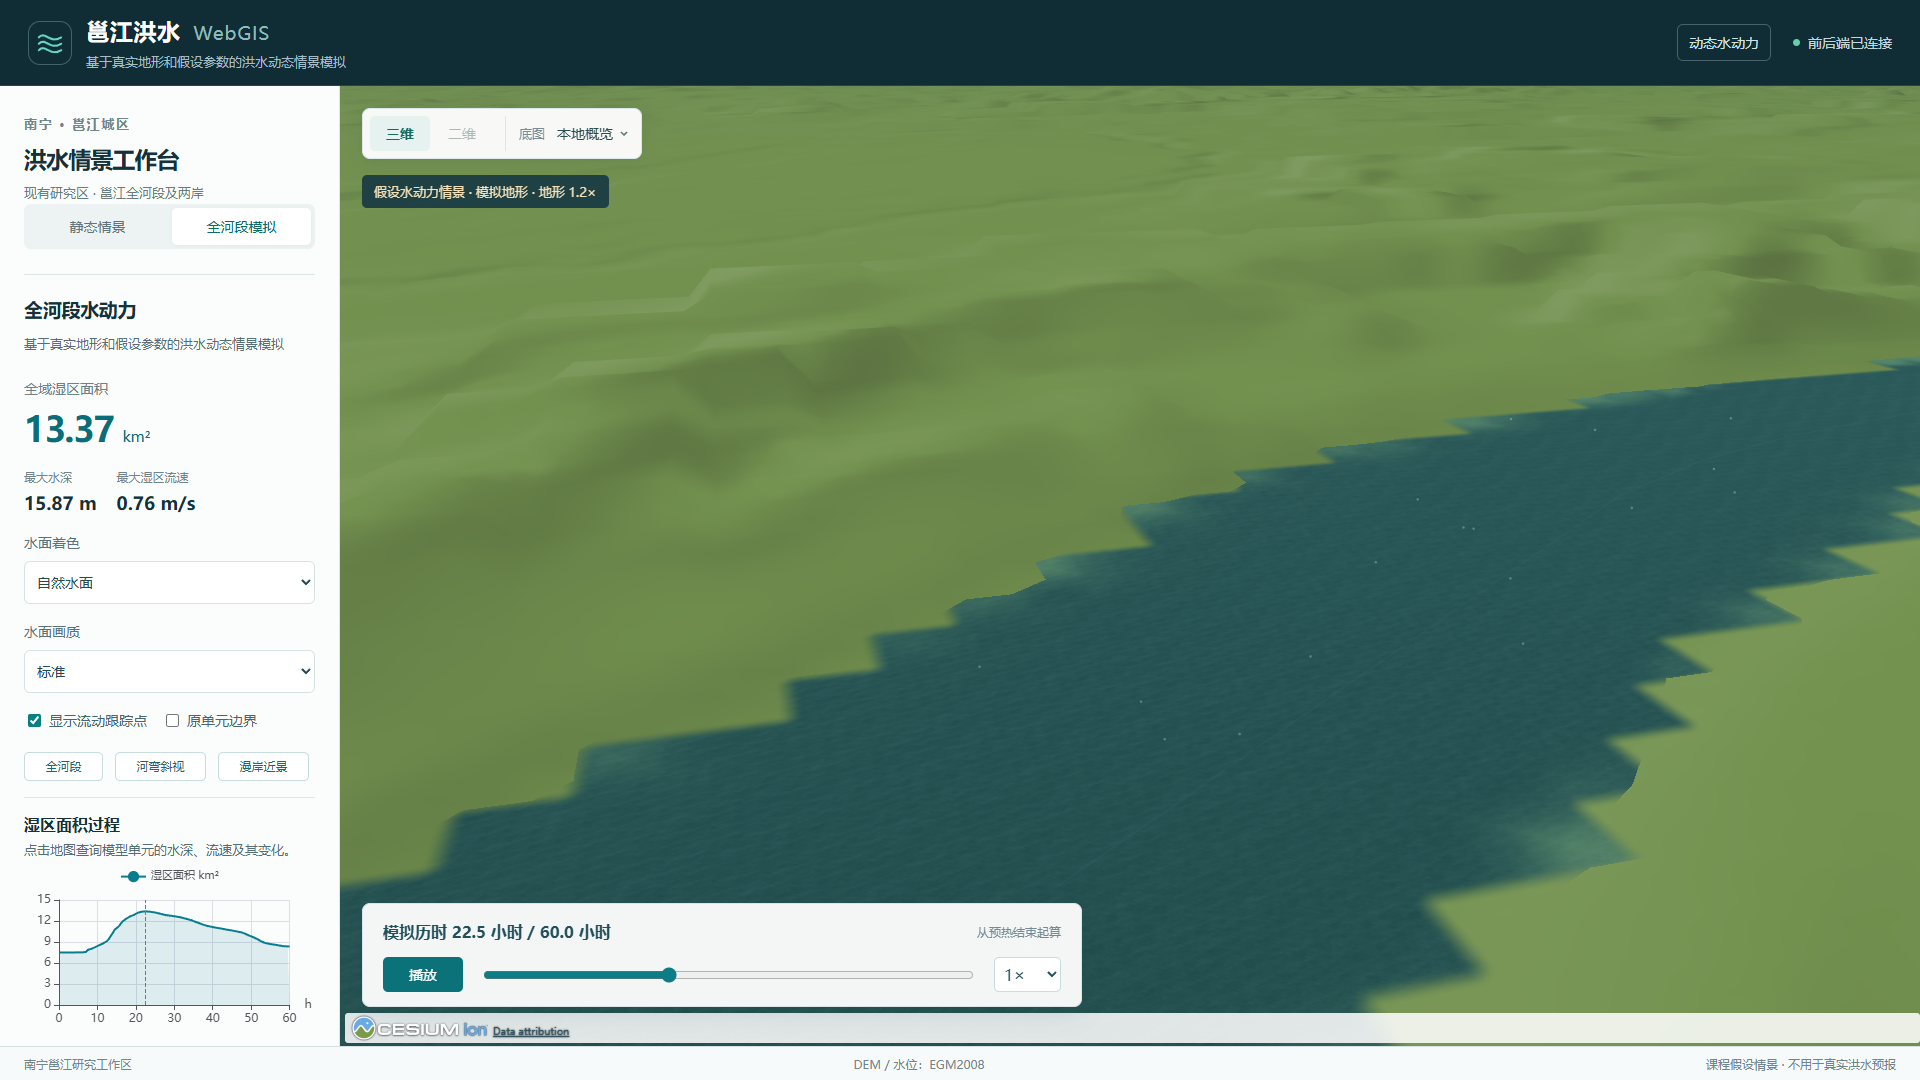 邕江洪水 WebGIS
基于真实地形和假设参数的洪水动态情景模拟
动态水动力
前后端已连接
南宁 • 邕江城区
洪水情景工作台
现有研究区 · 邕江全河段及两岸
静态情景
全河段模拟
全河段水动力
基于真实地形和假设参数的洪水动态情景模拟
全域湿区面积
13.37 km²
最大水深
最大湿区流速
15.87 m
0.76 m/s
水面着色
自然水面
水面画质
标准
显示流动跟踪点
原单元边界
全河段
河弯斜视
漫岸近景
湿区面积过程
点击地图查询模型单元的水深、流速及其变化。
湿区面积 km²
15
12
9
6
3
0
0 10 20 30 40 50 60
h
三维
二维
底图 本地概览
假设水动力情景 · 模拟地形 · 地形 1.2×
模拟历时 22.5 小时 / 60.0 小时
从预热结束起算
播放
1×
CESIUM ion Data attribution
南宁邕江研究工作区
DEM / 水位：EGM2008
课程假设情景 · 不用于真实洪水预报